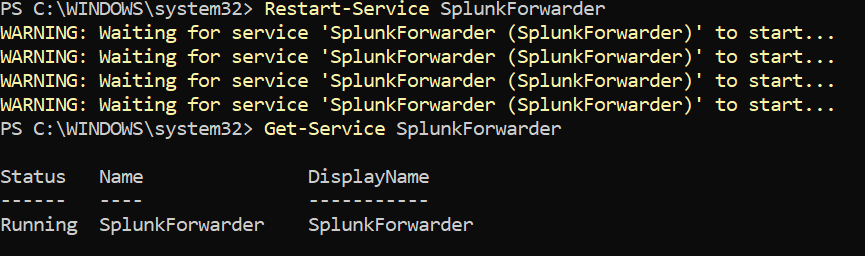 PS C:\WINDOWS\system32> Restart-Service SplunkForwarder
WARNING: Waiting for service 'SplunkForwarder (SplunkForwarder)' to start...
WARNING: Waiting for service 'SplunkForwarder (SplunkForwarder)' to start...
WARNING: Waiting for service 'SplunkForwarder (SplunkForwarder)' to start...
WARNING: Waiting for service 'SplunkForwarder (SplunkForwarder)' to start...
PS C:\WINDOWS\system32> Get-Service SplunkForwarder

Status   Name               DisplayName
------   ----               -----------
Running  SplunkForwarder    SplunkForwarder